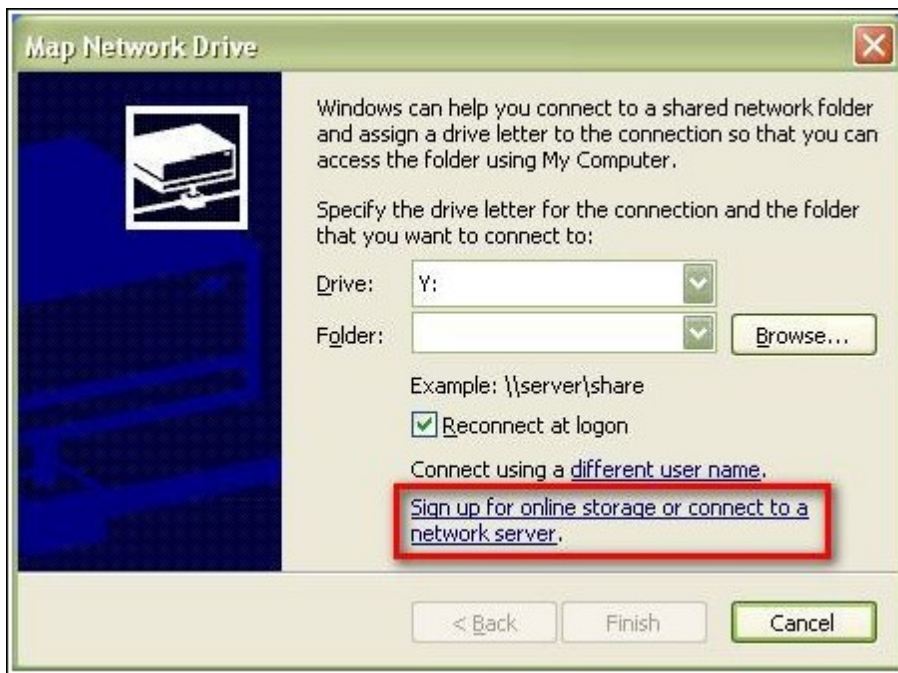 Map Network Drive
Windows can help you connect to a shared network folder
and assign a drive letter to the connection so that you can
access the folder using My Computer.
Specify the drive letter for the connection and the folder
that you want to connect to:
Drive: Y:
Folder: Browse...
Example: \\server\share
Reconnect at logon
Connect using a different user name.
Sign up for online storage or connect to a
network server.
< Back Finish Cancel